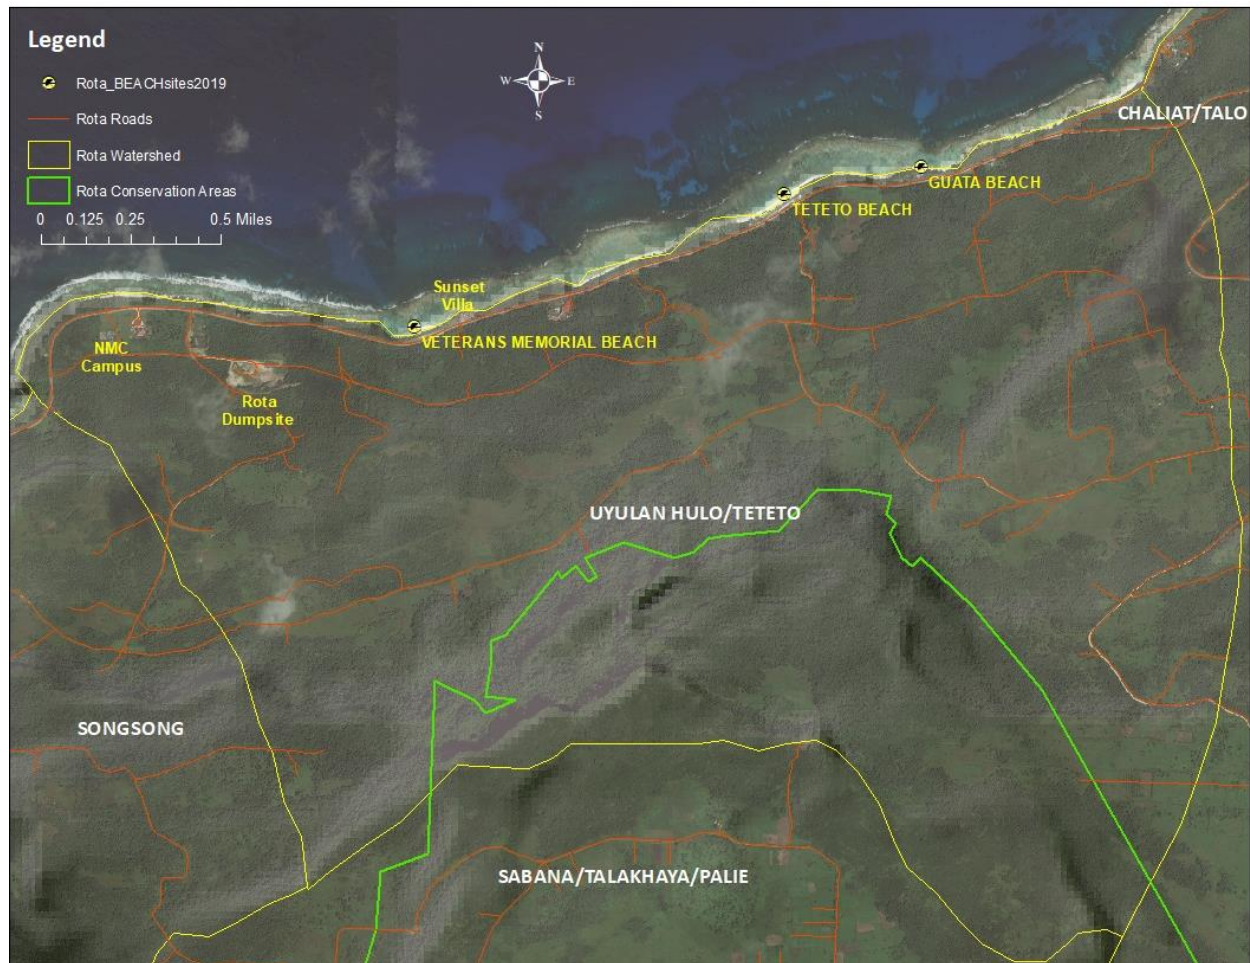 Legend
Rota_BEACHsites2019
Rota Roads
Rota Watershed
Rota Conservation Areas
0 0.125 0.25 0.5 Miles
N
W E
S
CHALIAT/TALO
GUATA BEACH
TETETO BEACH
Sunset
Villa
VETERANS MEMORIAL BEACH
NMC
Campus
Rota
Dumpsite
UYULAN HULO/TETETO
SONGSONG
SABANA/TALAKHAYA/PALIE